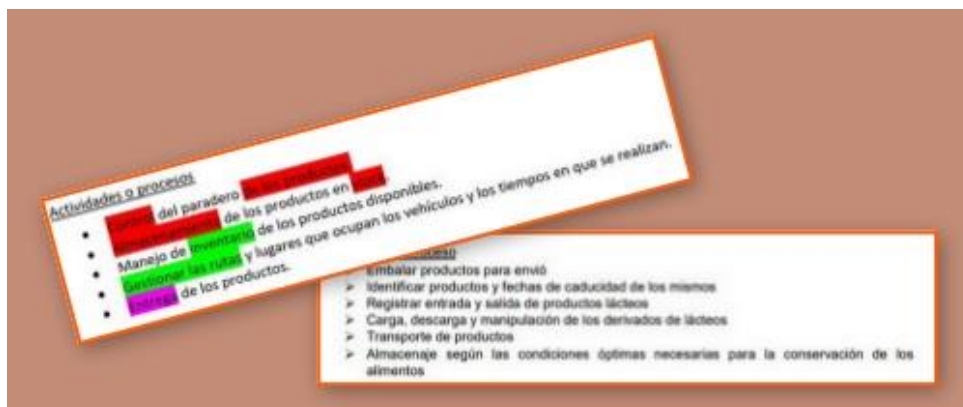 Actividades o procesos
• Control del paradero de los productos.
• Almacenamiento de los productos en
• Manejo de inventario de los productos disponibles.
• Gestionar las rutas y lugares que ocupan los vehículos y los tiempos en que se realizan.
• Entrega de los productos.
➢ Embalar productos para envió
➢ Identificar productos y fechas de caducidad de los mismos
➢ Registrar entrada y salida de productos lácteos
➢ Carga, descarga y manipulación de los derivados de lácteos
➢ Transporte de productos
➢ Almacenaje según las condiciones óptimas necesarias para la conservación de los
alimentos